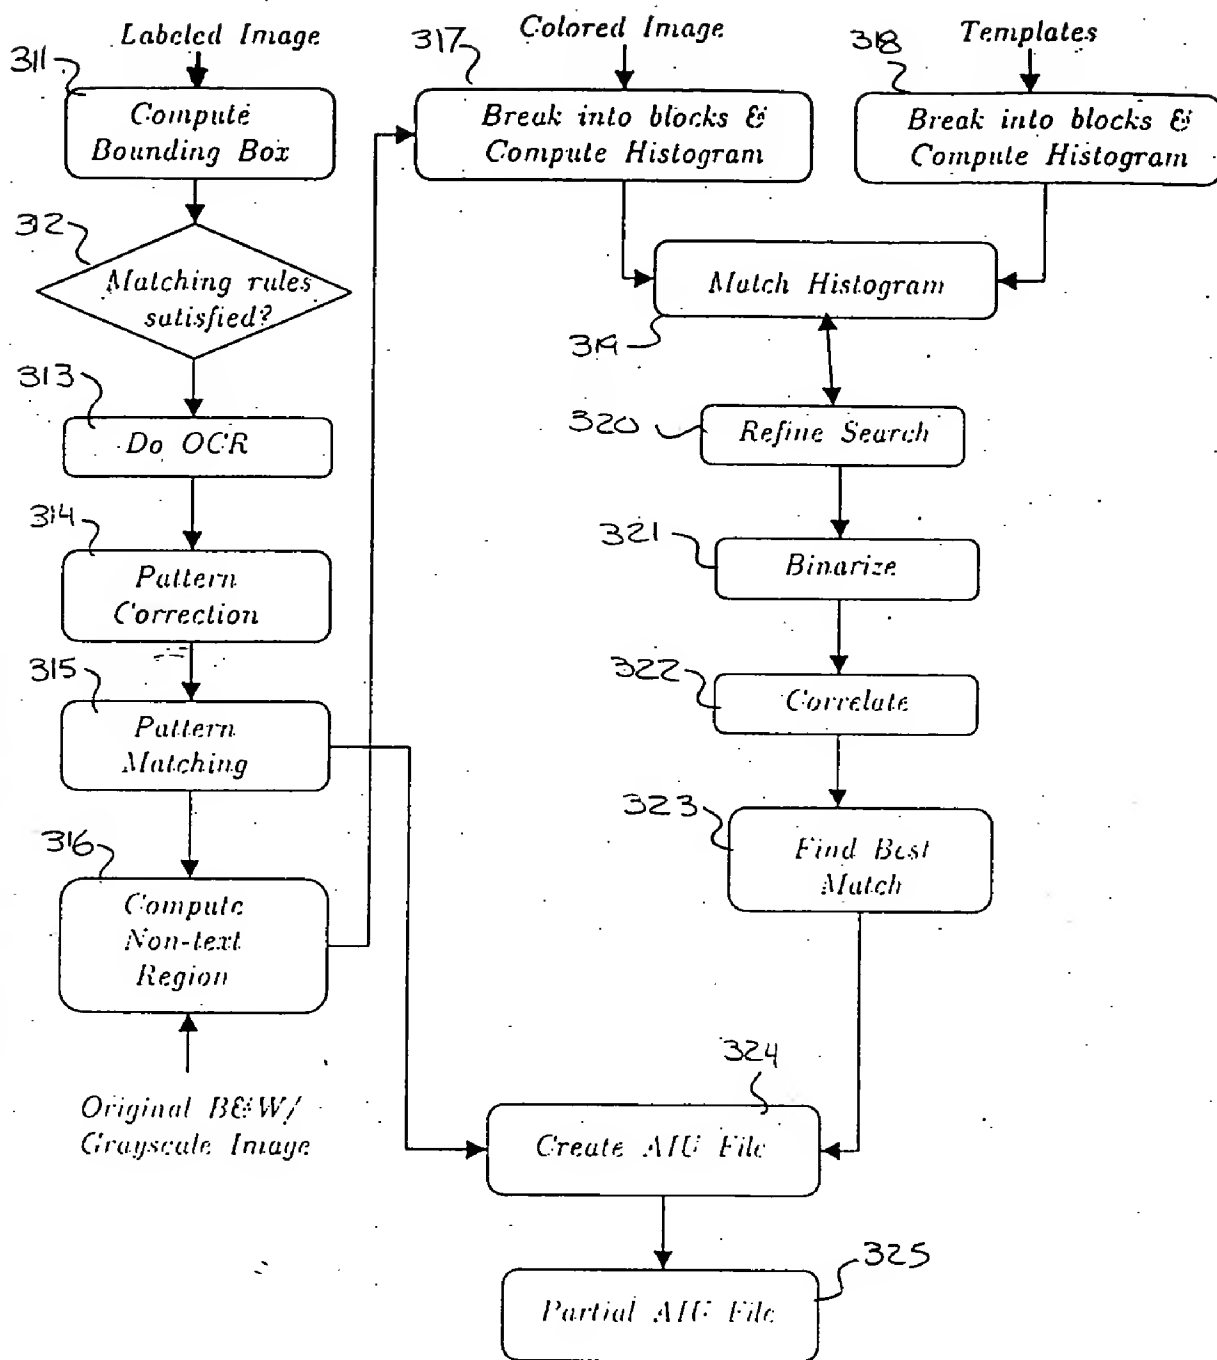 Labeled Image
311
Compute
Bounding Box
312
Matching rules
satisfied?
313
Do OCR
314
Pattern
Correction
315
Pattern
Matching
316
Compute
Non-text
Region
Original B&W/
Grayscale Image
Colored Image
317
Break into blocks &
Compute Histogram
Templates
318
Break into blocks &
Compute Histogram
Match Histogram
319
320
Refine Search
321
Binarize
322
Correlate
323
Find Best
Match
324
Create AIU File
325
Partial AIU File